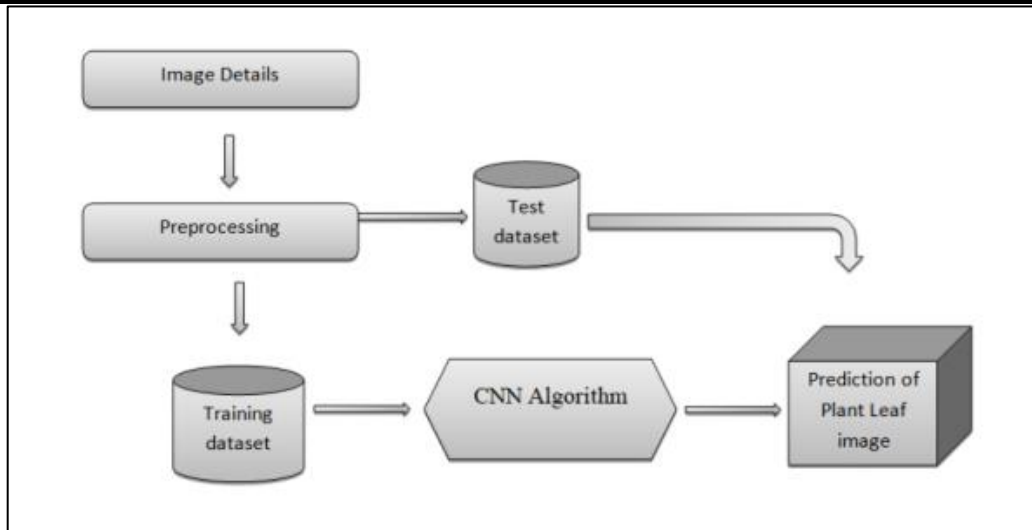 Image Details
Preprocessing
Test
dataset
Training
dataset
CNN Algorithm
Prediction of
Plant Leaf
image